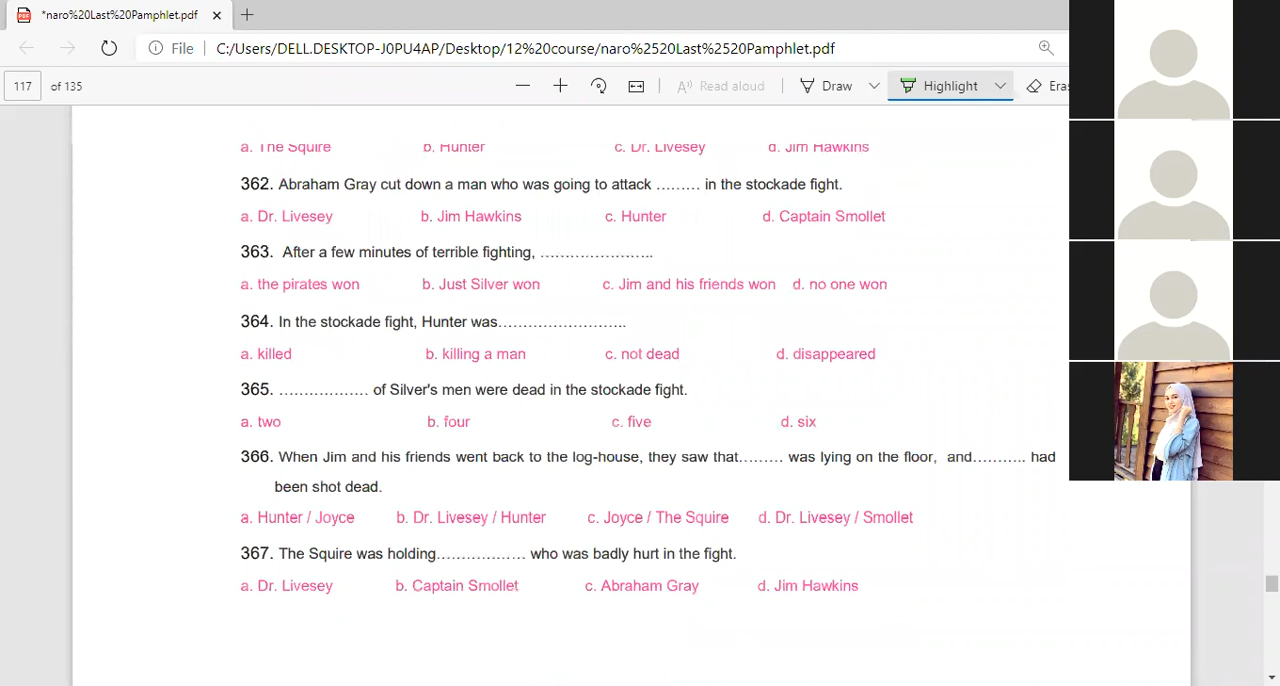 *naro%20Last%20Pamphlet.pdf
File C:/Users/DELL.DESKTOP-J0PU4AP/Desktop/12%20course/naro%2520Last%2520Pamphlet.pdf
117 of 135 Read aloud Draw Highlight Eras
a. The Squire b. Hunter c. Dr. Livesey d. Jim Hawkins
362. Abraham Gray cut down a man who was going to attack ……… in the stockade fight.
a. Dr. Livesey b. Jim Hawkins c. Hunter d. Captain Smollet
363. After a few minutes of terrible fighting, …………………..
a. the pirates won b. Just Silver won c. Jim and his friends won d. no one won
364. In the stockade fight, Hunter was……………………..
a. killed b. killing a man c. not dead d. disappeared
365. ……………… of Silver's men were dead in the stockade fight.
a. two b. four c. five d. six
366. When Jim and his friends went back to the log-house, they saw that……… was lying on the floor, and……….. had
been shot dead.
a. Hunter / Joyce b. Dr. Livesey / Hunter c. Joyce / The Squire d. Dr. Livesey / Smollet
367. The Squire was holding……………… who was badly hurt in the fight.
a. Dr. Livesey b. Captain Smollet c. Abraham Gray d. Jim Hawkins